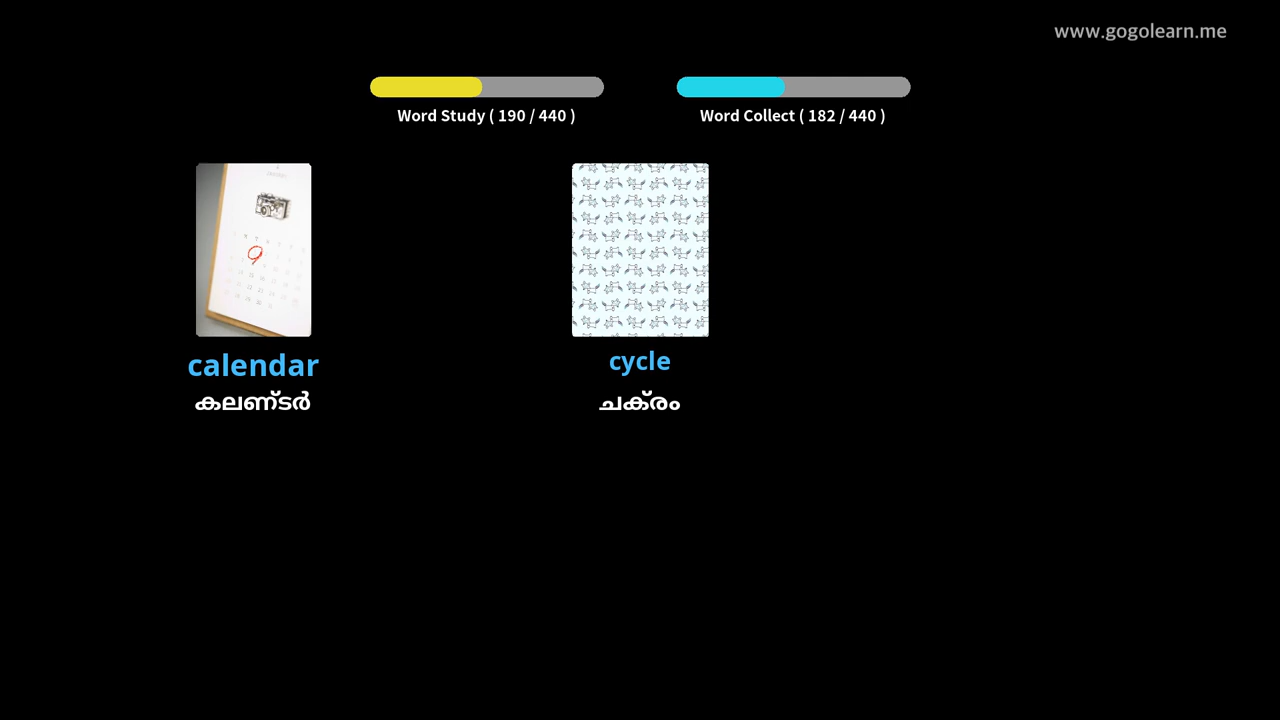 www.gogolearn.me
Word Study ( 190 / 440 )
Word Collect ( 182 / 440 )
calendar
കലണ്ടർ
cycle
ചക്രം